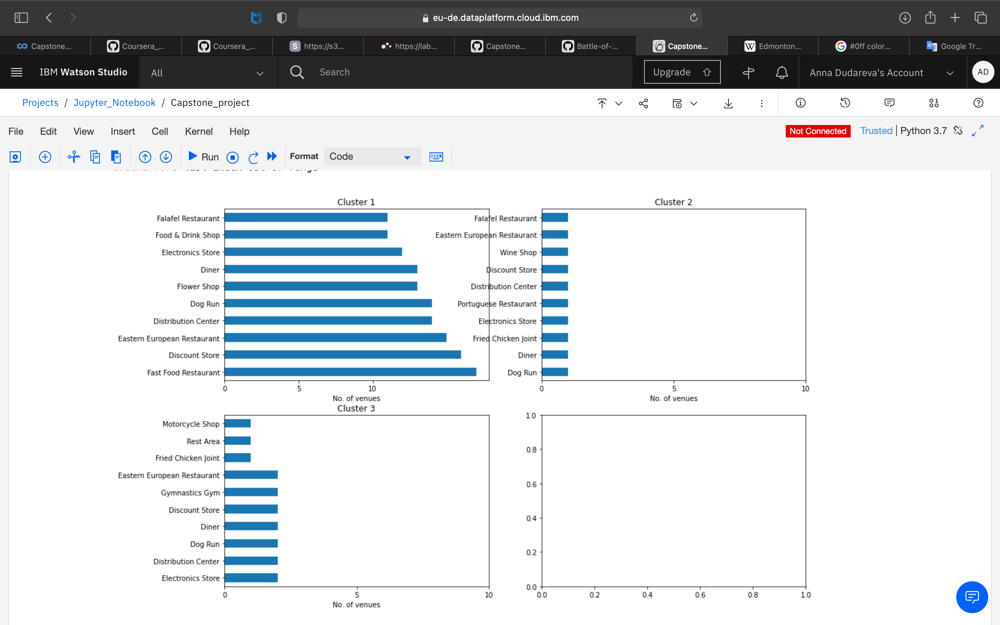 eu-de.dataplatform.cloud.ibm.com
Capstone...
Coursera_...
Coursera_...
S
https://s3...
https://lab...
Capstone...
Battle-of-...
Capstone...
W
Edmonton...
G
#0ff color...
Google Tr...
IBM Watson Studio
All
Search
Upgrade
Anna Dudareva's Account
AD
Projects / Jupyter_Notebook / Capstone_project
File
Edit
View
Insert
Cell
Kernel
Help
Not Connected
Trusted | Python 3.7
Run
Format
Code
Cluster 1
Falafel Restaurant
Food & Drink Shop
Electronics Store
Diner
Flower Shop
Dog Run
Distribution Center
Eastern European Restaurant
Discount Store
Fast Food Restaurant
0 5 10
No. of venues
Cluster 2
Falafel Restaurant
Eastern European Restaurant
Wine Shop
Discount Store
Distribution Center
Portuguese Restaurant
Electronics Store
Fried Chicken Joint
Diner
Dog Run
0 5 10
No. of venues
Cluster 3
Motorcycle Shop
Rest Area
Fried Chicken Joint
Eastern European Restaurant
Gymnastics Gym
Discount Store
Diner
Dog Run
Distribution Center
Electronics Store
0 5 10
No. of venues
1.0
0.8
0.6
0.4
0.2
0.0
0.0 0.2 0.4 0.6 0.8 1.0